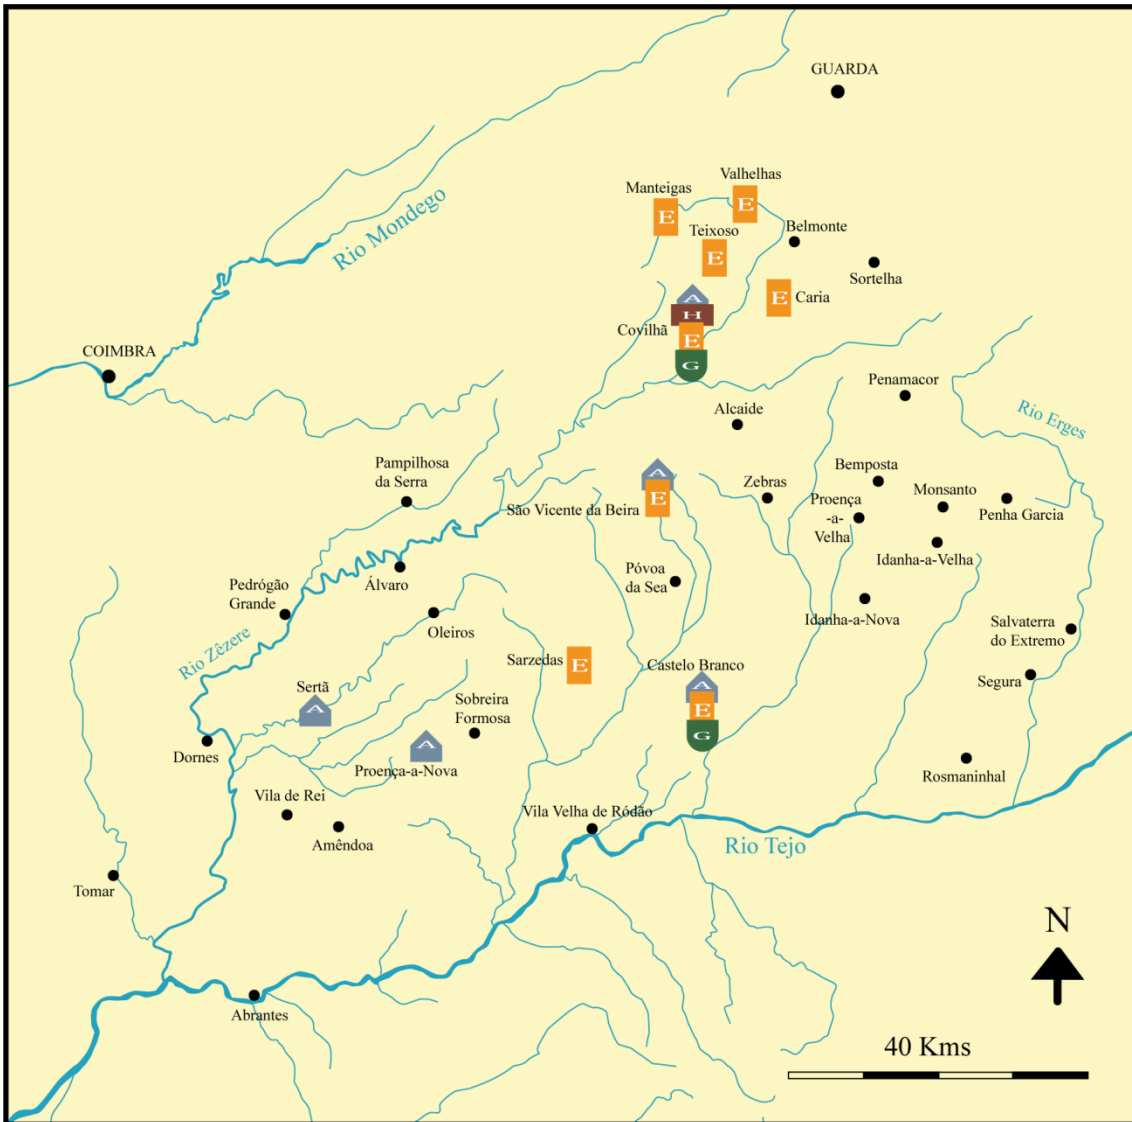 GUARDA
Valhelhas
E
Manteigas
E
Teixoso
E
Belmonte
Sortelha
E
Caria
Rio Mondego
A
H
Covilhã
E
G
COIMBRA
Penamacor
Rio Erges
Alcaide
Pampilhosa
da Serra
A
E
São Vicente da Beira
Zebras
Bemposta
Proença
-a-
Velha
Monsanto
Penha Garcia
Idanha-a-Velha
Álvaro
Póvoa
da Sea
Pedrógão
Grande
Oleiros
Idanha-a-Nova
Salvaterra
do Extremo
Rio Zêzere
Sarzedas
E
Castelo Branco
A
E
G
Segura
Sertã
A
Sobreira
Formosa
Dornes
A
Proença-a-Nova
Rosmaninhal
Vila de Rei
Amêndoa
Vila Velha de Ródão
Rio Tejo
Tomar
N
Abrantes
40 Kms